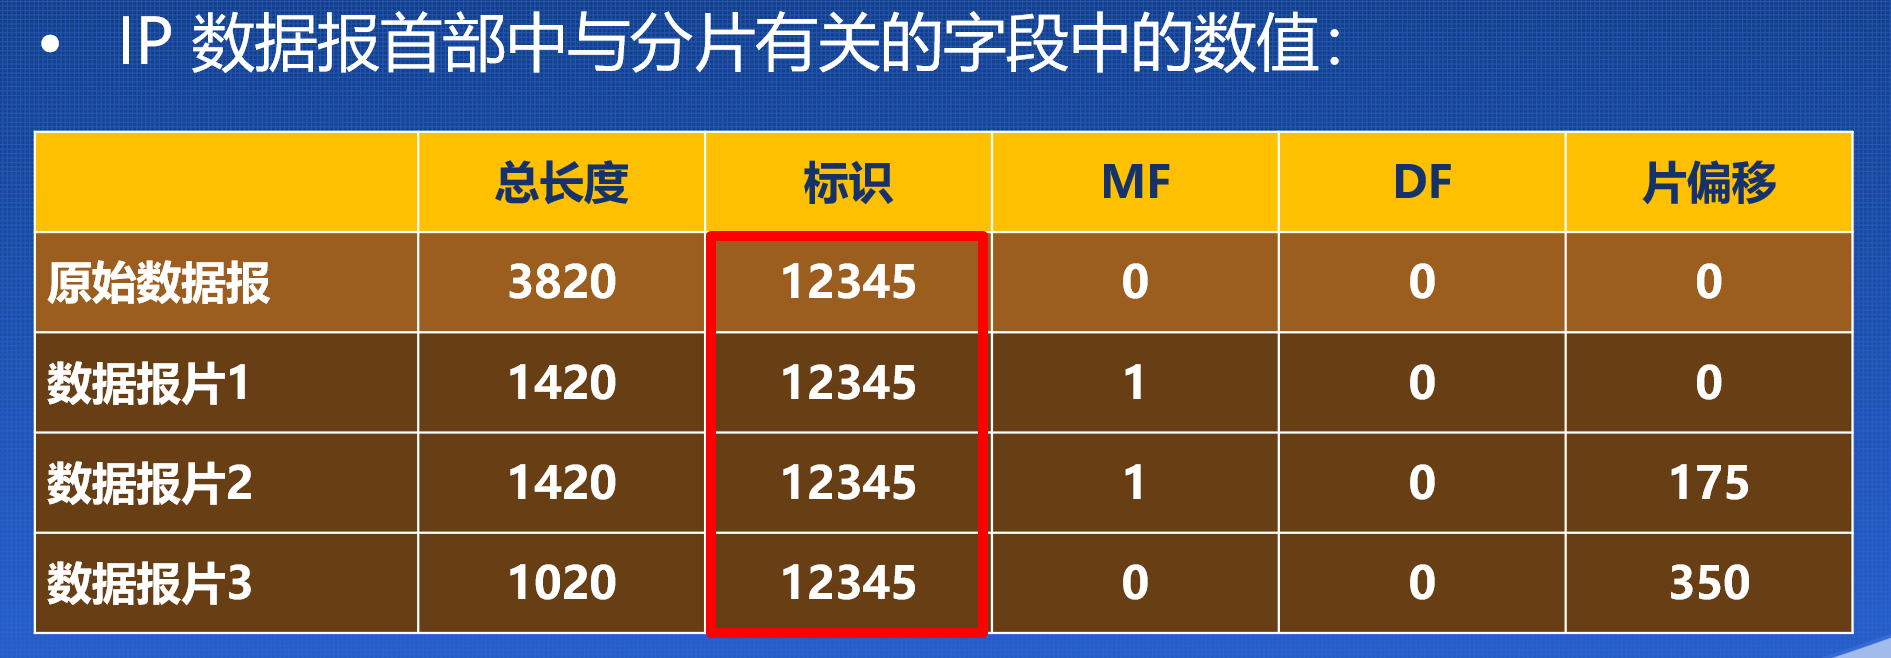 • IP 数据报首部中与分片有关的字段中的数值：
总长度 标识 MF DF 片偏移
原始数据报 3820 12345 0 0 0
数据报片1 1420 12345 1 0 0
数据报片2 1420 12345 1 0 175
数据报片3 1020 12345 0 0 350